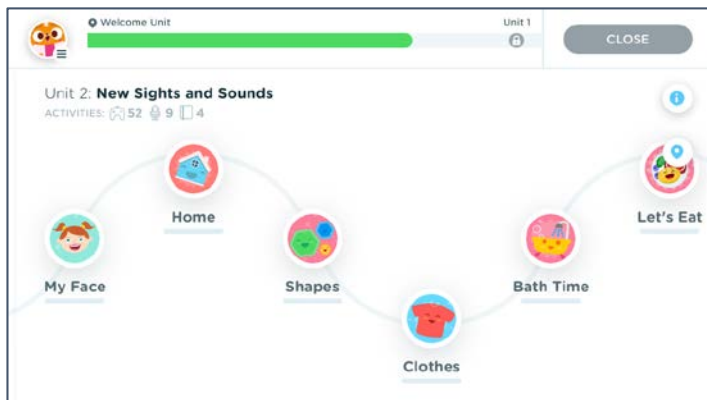 Welcome Unit
Unit 1
CLOSE
Unit 2: New Sights and Sounds
ACTIVITIES: 52 9 4
Home
Let's Eat
My Face
Shapes
Bath Time
Clothes